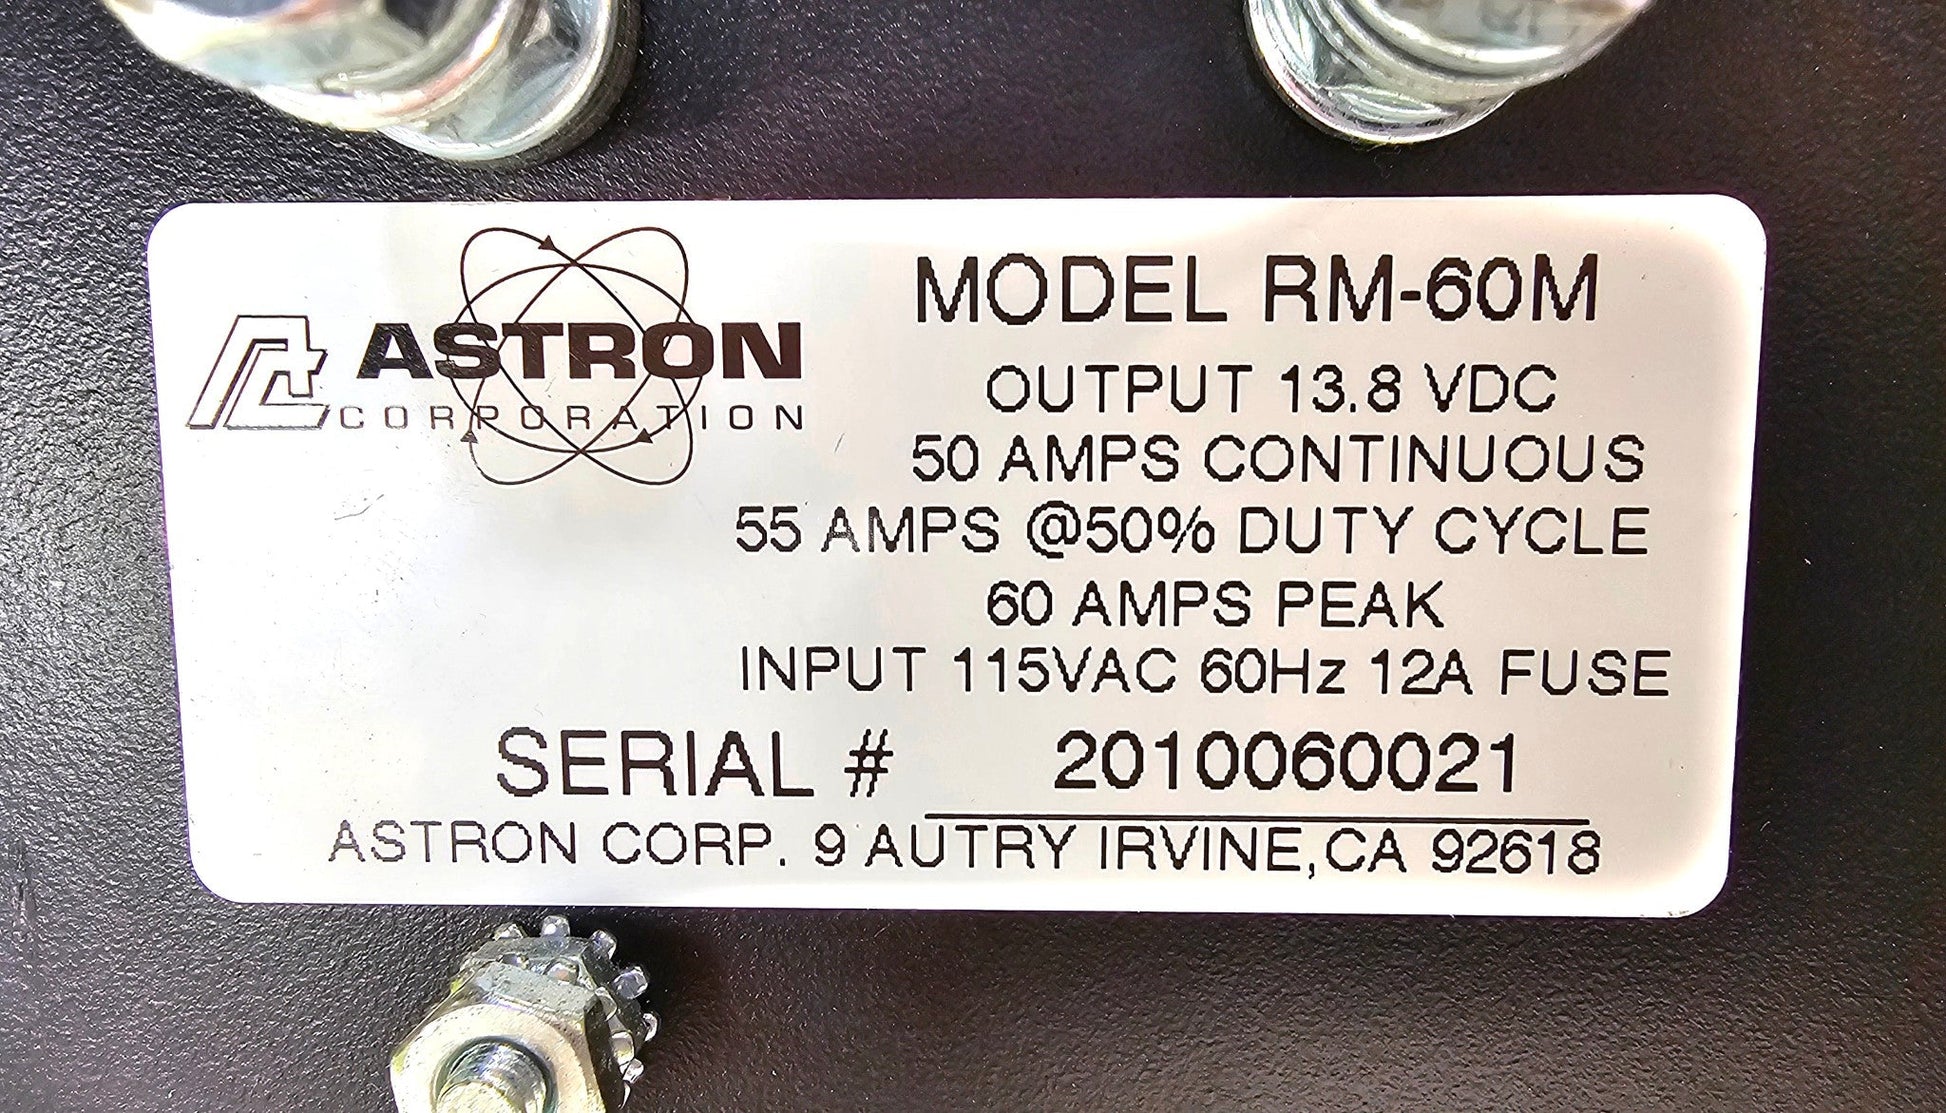 ASTRON
CORPORATION
MODEL RM-60M
OUTPUT 13.8 VDC
50 AMPS CONTINUOUS
55 AMPS @50% DUTY CYCLE
60 AMPS PEAK
INPUT 115VAC 60Hz 12A FUSE
SERIAL # 2010060021
ASTRON CORP. 9 AUTRY IRVINE,CA 92618